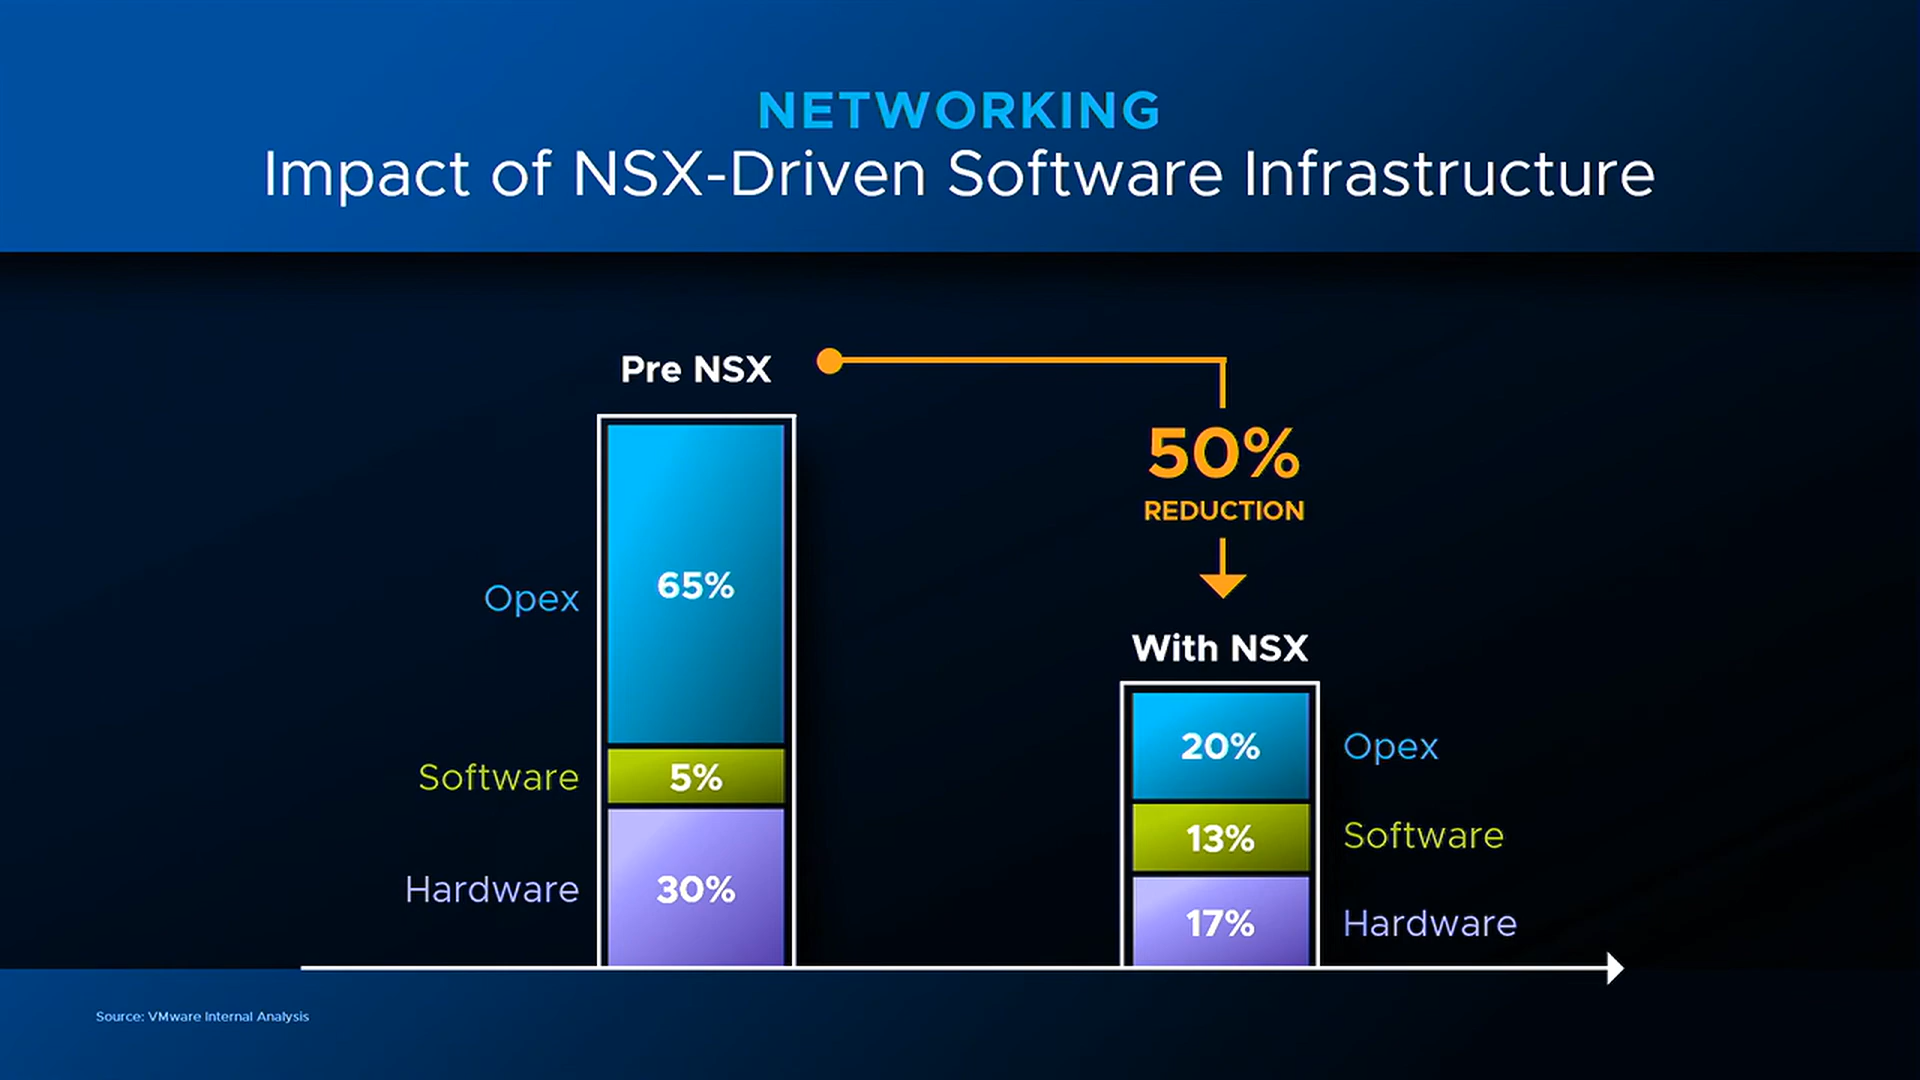 NETWORKING
Impact of NSX-Driven Software Infrastructure
Pre NSX
50%
REDUCTION
Opex
65%
Software
5%
Hardware
30%
With NSX
20%
Opex
13%
Software
17%
Hardware
Source: VMware Internal Analysis